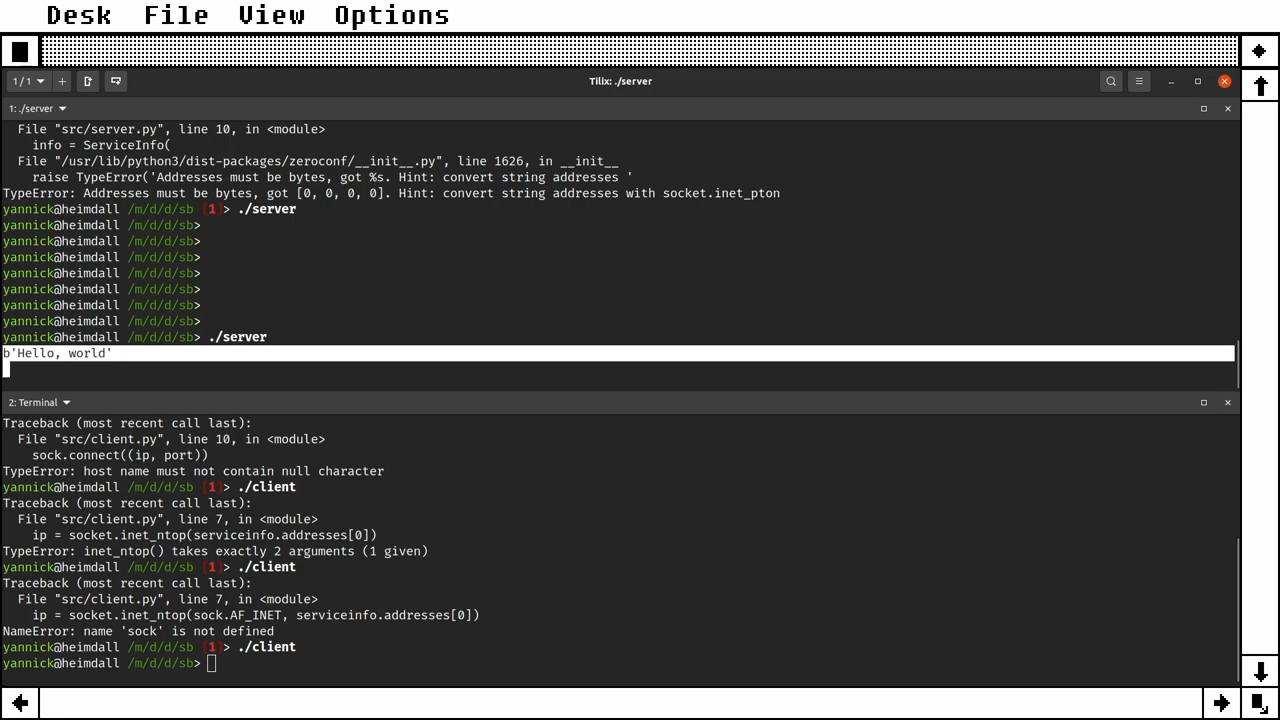 Desk File View Options
1 / 1 Tilix: ./server
1: ./server
File "src/server.py", line 10, in <module>
info = ServiceInfo(
File "/usr/lib/python3/dist-packages/zeroconf/__init__.py", line 1626, in __init__
raise TypeError('Addresses must be bytes, got %s. Hint: convert string addresses '
TypeError: Addresses must be bytes, got [0, 0, 0, 0]. Hint: convert string addresses with socket.inet_pton
yannick@heimdall /m/d/d/sb [1]> ./server
yannick@heimdall /m/d/d/sb>
yannick@heimdall /m/d/d/sb>
yannick@heimdall /m/d/d/sb>
yannick@heimdall /m/d/d/sb>
yannick@heimdall /m/d/d/sb>
yannick@heimdall /m/d/d/sb>
yannick@heimdall /m/d/d/sb>
yannick@heimdall /m/d/d/sb> ./server
b'Hello, world'
2: Terminal
Traceback (most recent call last):
File "src/client.py", line 10, in <module>
sock.connect((ip, port))
TypeError: host name must not contain null character
yannick@heimdall /m/d/d/sb [1]> ./client
Traceback (most recent call last):
File "src/client.py", line 7, in <module>
ip = socket.inet_ntop(serviceinfo.addresses[0])
TypeError: inet_ntop() takes exactly 2 arguments (1 given)
yannick@heimdall /m/d/d/sb [1]> ./client
Traceback (most recent call last):
File "src/client.py", line 7, in <module>
ip = socket.inet_ntop(sock.AF_INET, serviceinfo.addresses[0])
NameError: name 'sock' is not defined
yannick@heimdall /m/d/d/sb [1]> ./client
yannick@heimdall /m/d/d/sb>